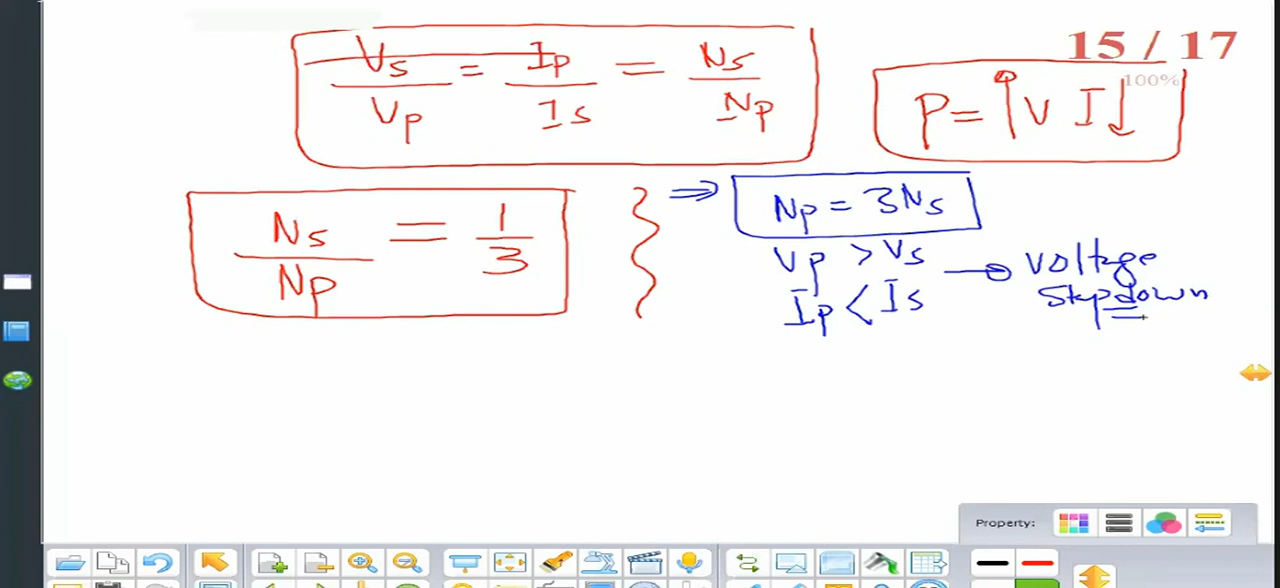 15 / 17
100%
Vs/Vp = Ip/Is = Ns/Np
P = ↑V I↓
Ns/Np = 1/3 } ⇒ Np = 3Ns
Vp > Vs
Ip < Is → Voltage
Stepdown
Property: